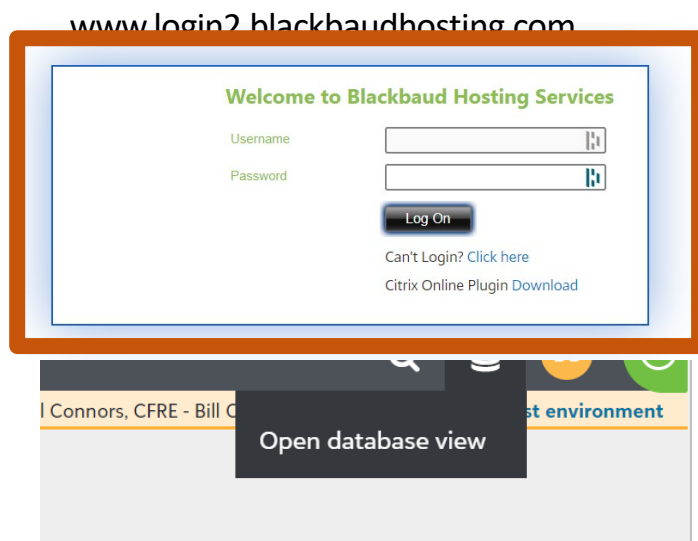 www.login2.blackbaudhosting.com
Welcome to Blackbaud Hosting Services
Username
Password
Log On
Can't Login? Click here
Citrix Online Plugin Download
l Connors, CFRE - Bill C
st environment
Open database view